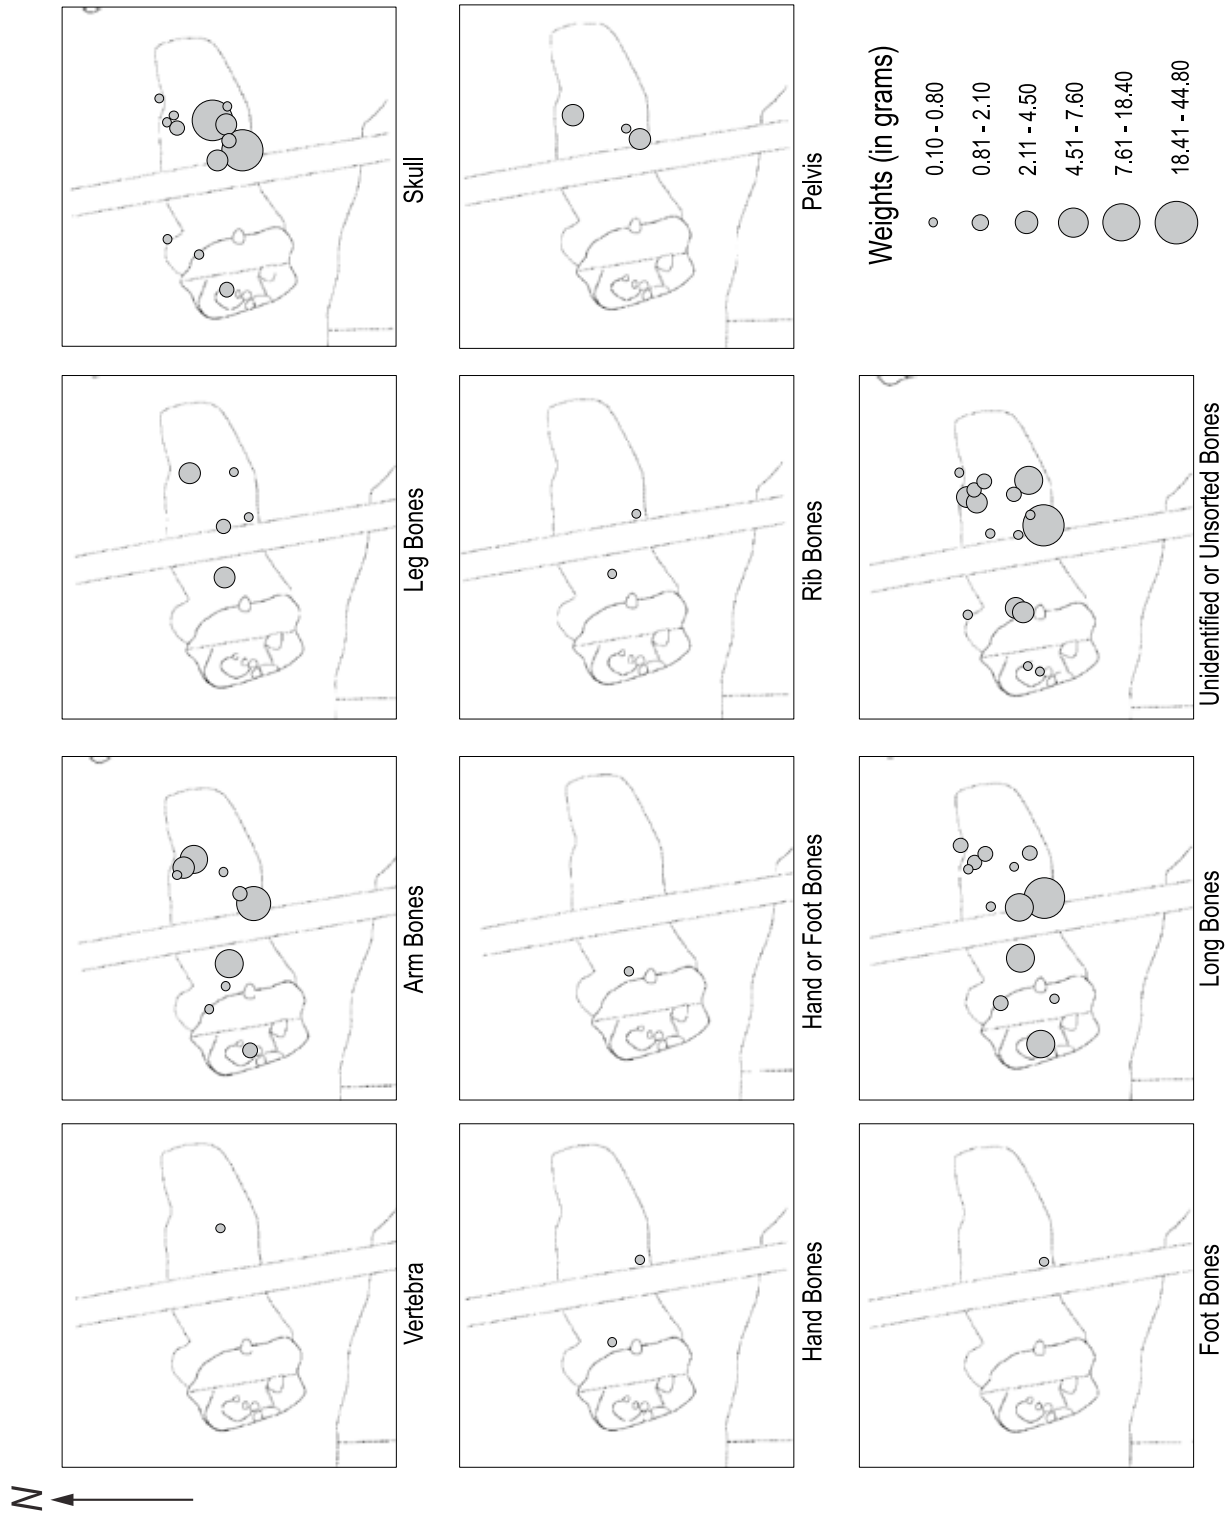 N
Vertebra
Arm Bones
Leg Bones
Skull
Hand Bones
Hand or Foot Bones
Rib Bones
Pelvis
Foot Bones
Long Bones
Unidentified or Unsorted Bones
Weights (in grams)
0.10 - 0.80
0.81 - 2.10
2.11 - 4.50
4.51 - 7.60
7.61 - 18.40
18.41 - 44.80